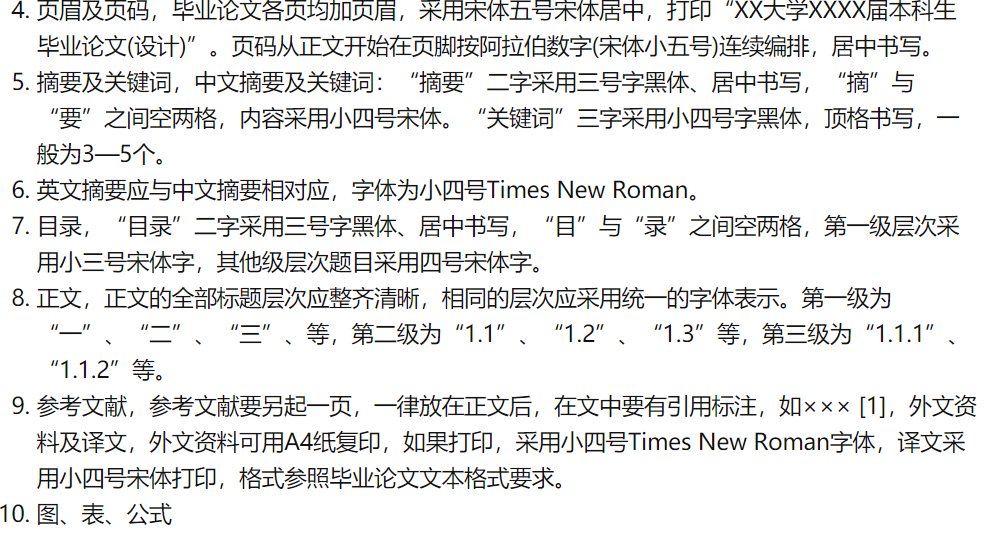 4. 页眉及页码，毕业论文各页均加页眉，采用宋体五号宋体居中，打印“XX大学XXXX届本科生
毕业论文(设计)”。页码从正文开始在页脚按阿拉伯数字(宋体小五号)连续编排，居中书写。
5. 摘要及关键词，中文摘要及关键词：“摘要”二字采用三号字黑体、居中书写，“摘”与
“要”之间空两格，内容采用小四号宋体。“关键词”三字采用小四号字黑体，顶格书写，一
般为3—5个。
6. 英文摘要应与中文摘要相对应，字体为小四号Times New Roman。
7. 目录，“目录”二字采用三号字黑体、居中书写，“目”与“录”之间空两格，第一级层次采
用小三号宋体字，其他级层次题目采用四号宋体字。
8. 正文，正文的全部标题层次应整齐清晰，相同的层次应采用统一的字体表示。第一级为
“一”、“二”、“三”、等，第二级为“1.1”、“1.2”、“1.3”等，第三级为“1.1.1”、
“1.1.2”等。
9. 参考文献，参考文献要另起一页，一律放在正文后，在文中要有引用标注，如××× [1]，外文资
料及译文，外文资料可用A4纸复印，如果打印，采用小四号Times New Roman字体，译文采
用小四号宋体打印，格式参照毕业论文文本格式要求。
10. 图、表、公式